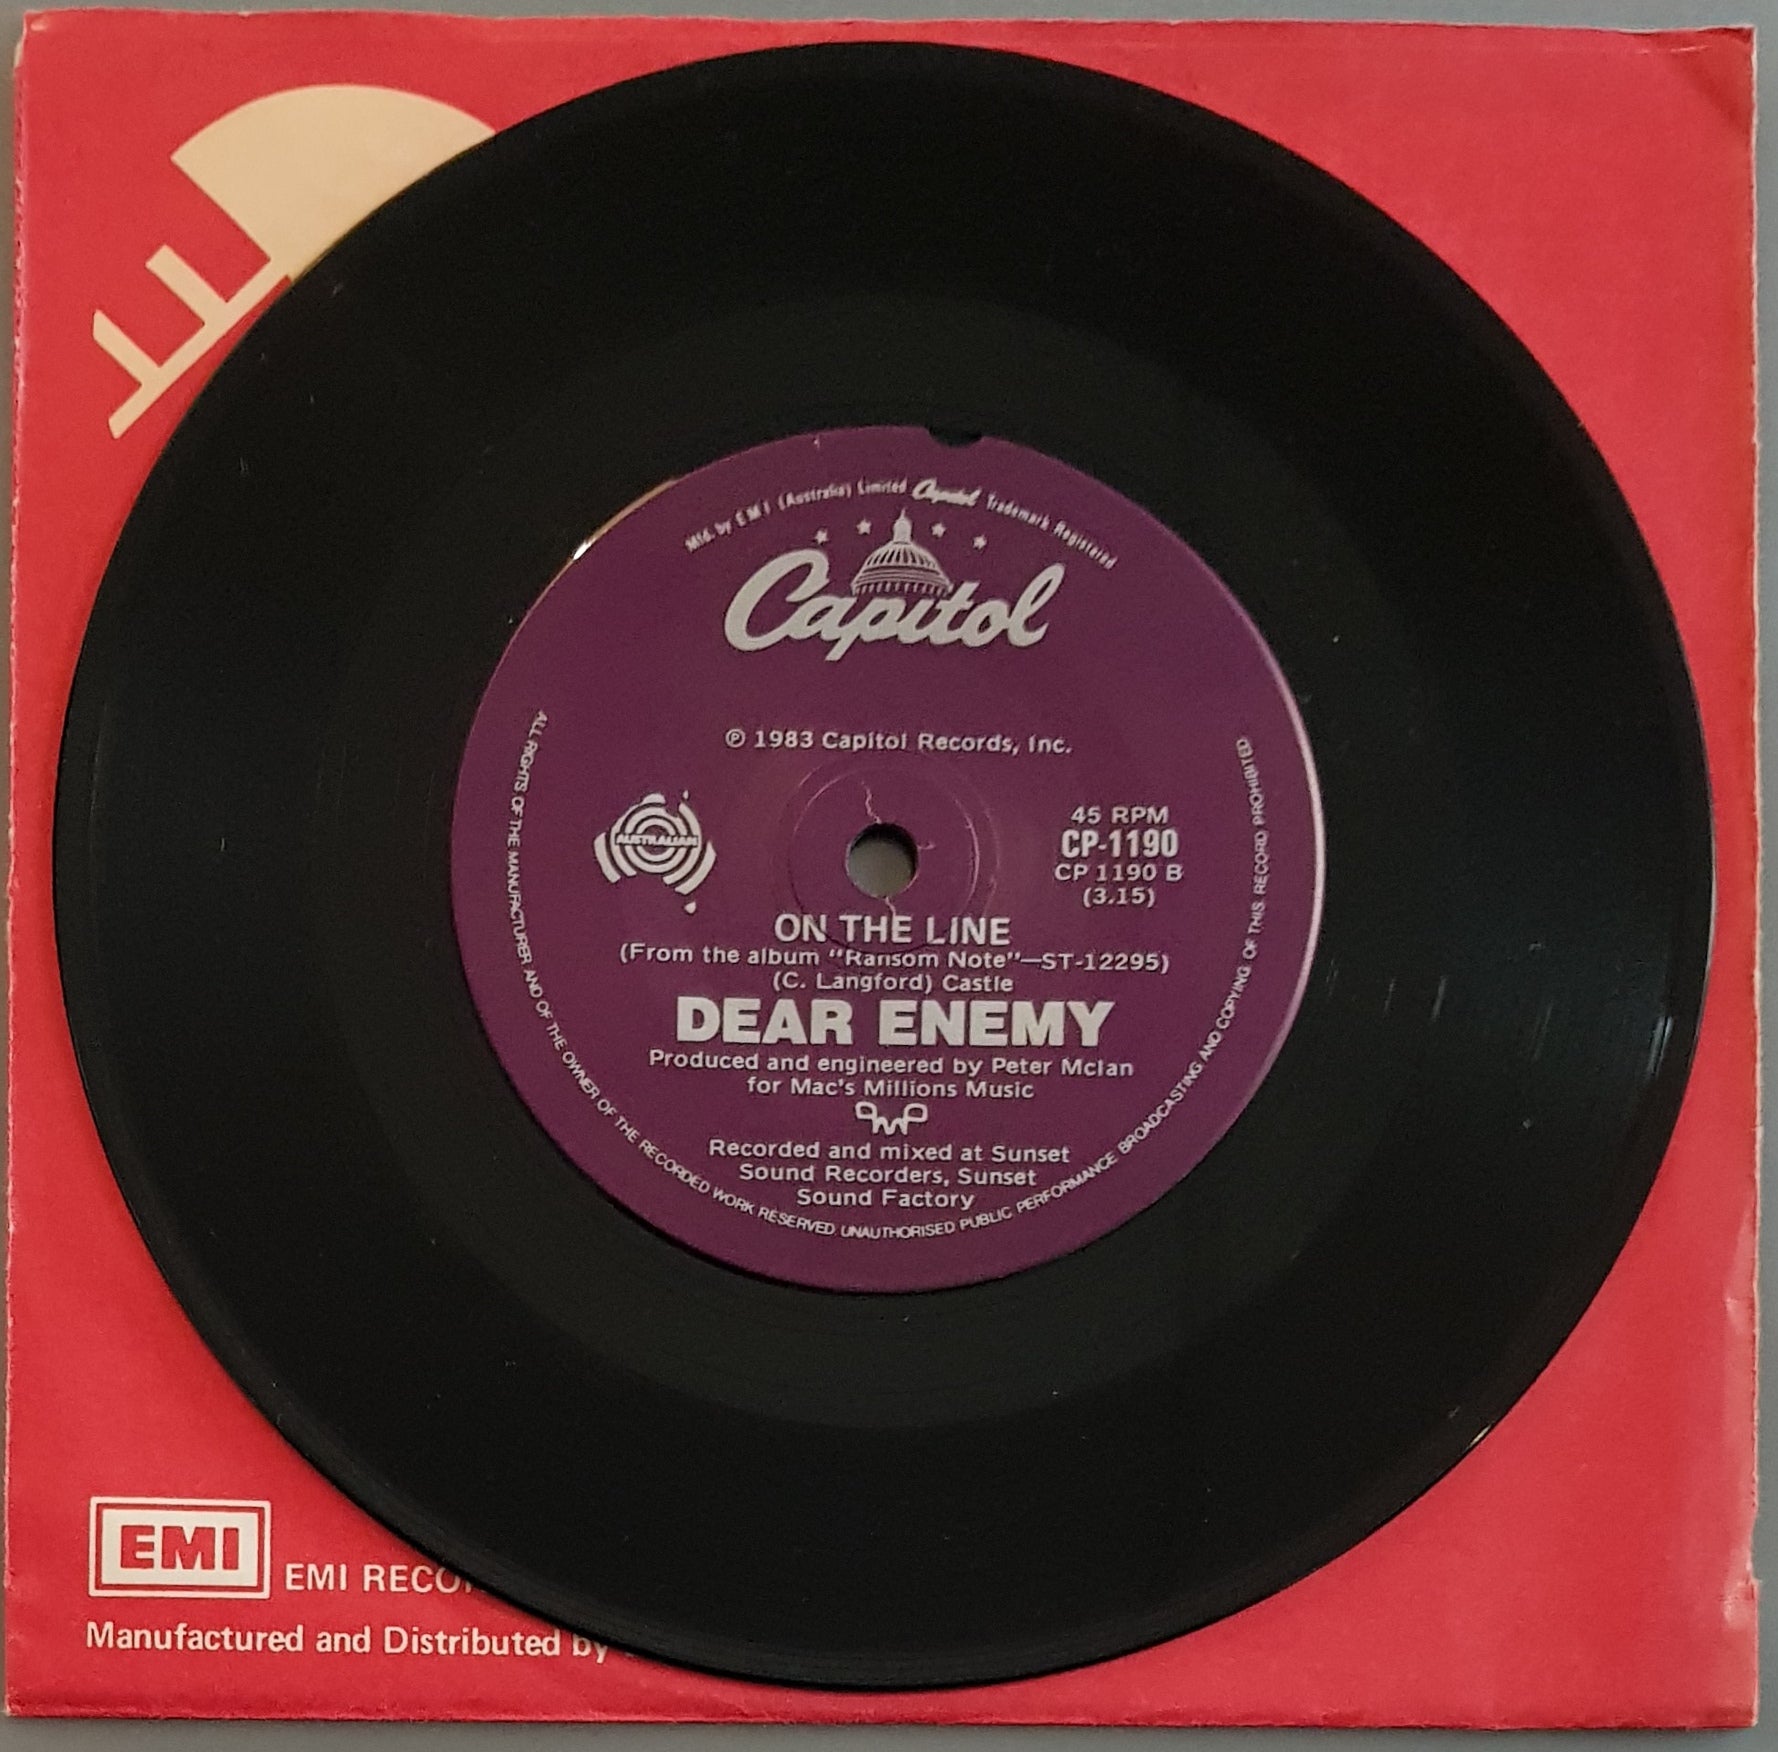 Mfd. by E M I (Australia) Limited Capitol Trademark Registered
Capitol
℗ 1983 Capitol Records, Inc.
AUSTRALIAN
45 RPM
CP-1190
CP 1190 B
(3.15)
ON THE LINE
(From the album "Ransom Note"—ST-12295)
(C. Langford) Castle
DEAR ENEMY
Produced and engineered by Peter McIan
for Mac's Millions Music
Recorded and mixed at Sunset
Sound Recorders, Sunset
Sound Factory
ALL RIGHTS OF THE MANUFACTURER AND OF THE OWNER OF THE RECORDED WORK RESERVED. UNAUTHORISED PUBLIC PERFORMANCE BROADCASTING AND COPYING OF THIS RECORD PROHIBITED
EMI
EMI RECO
Manufactured and Distributed by